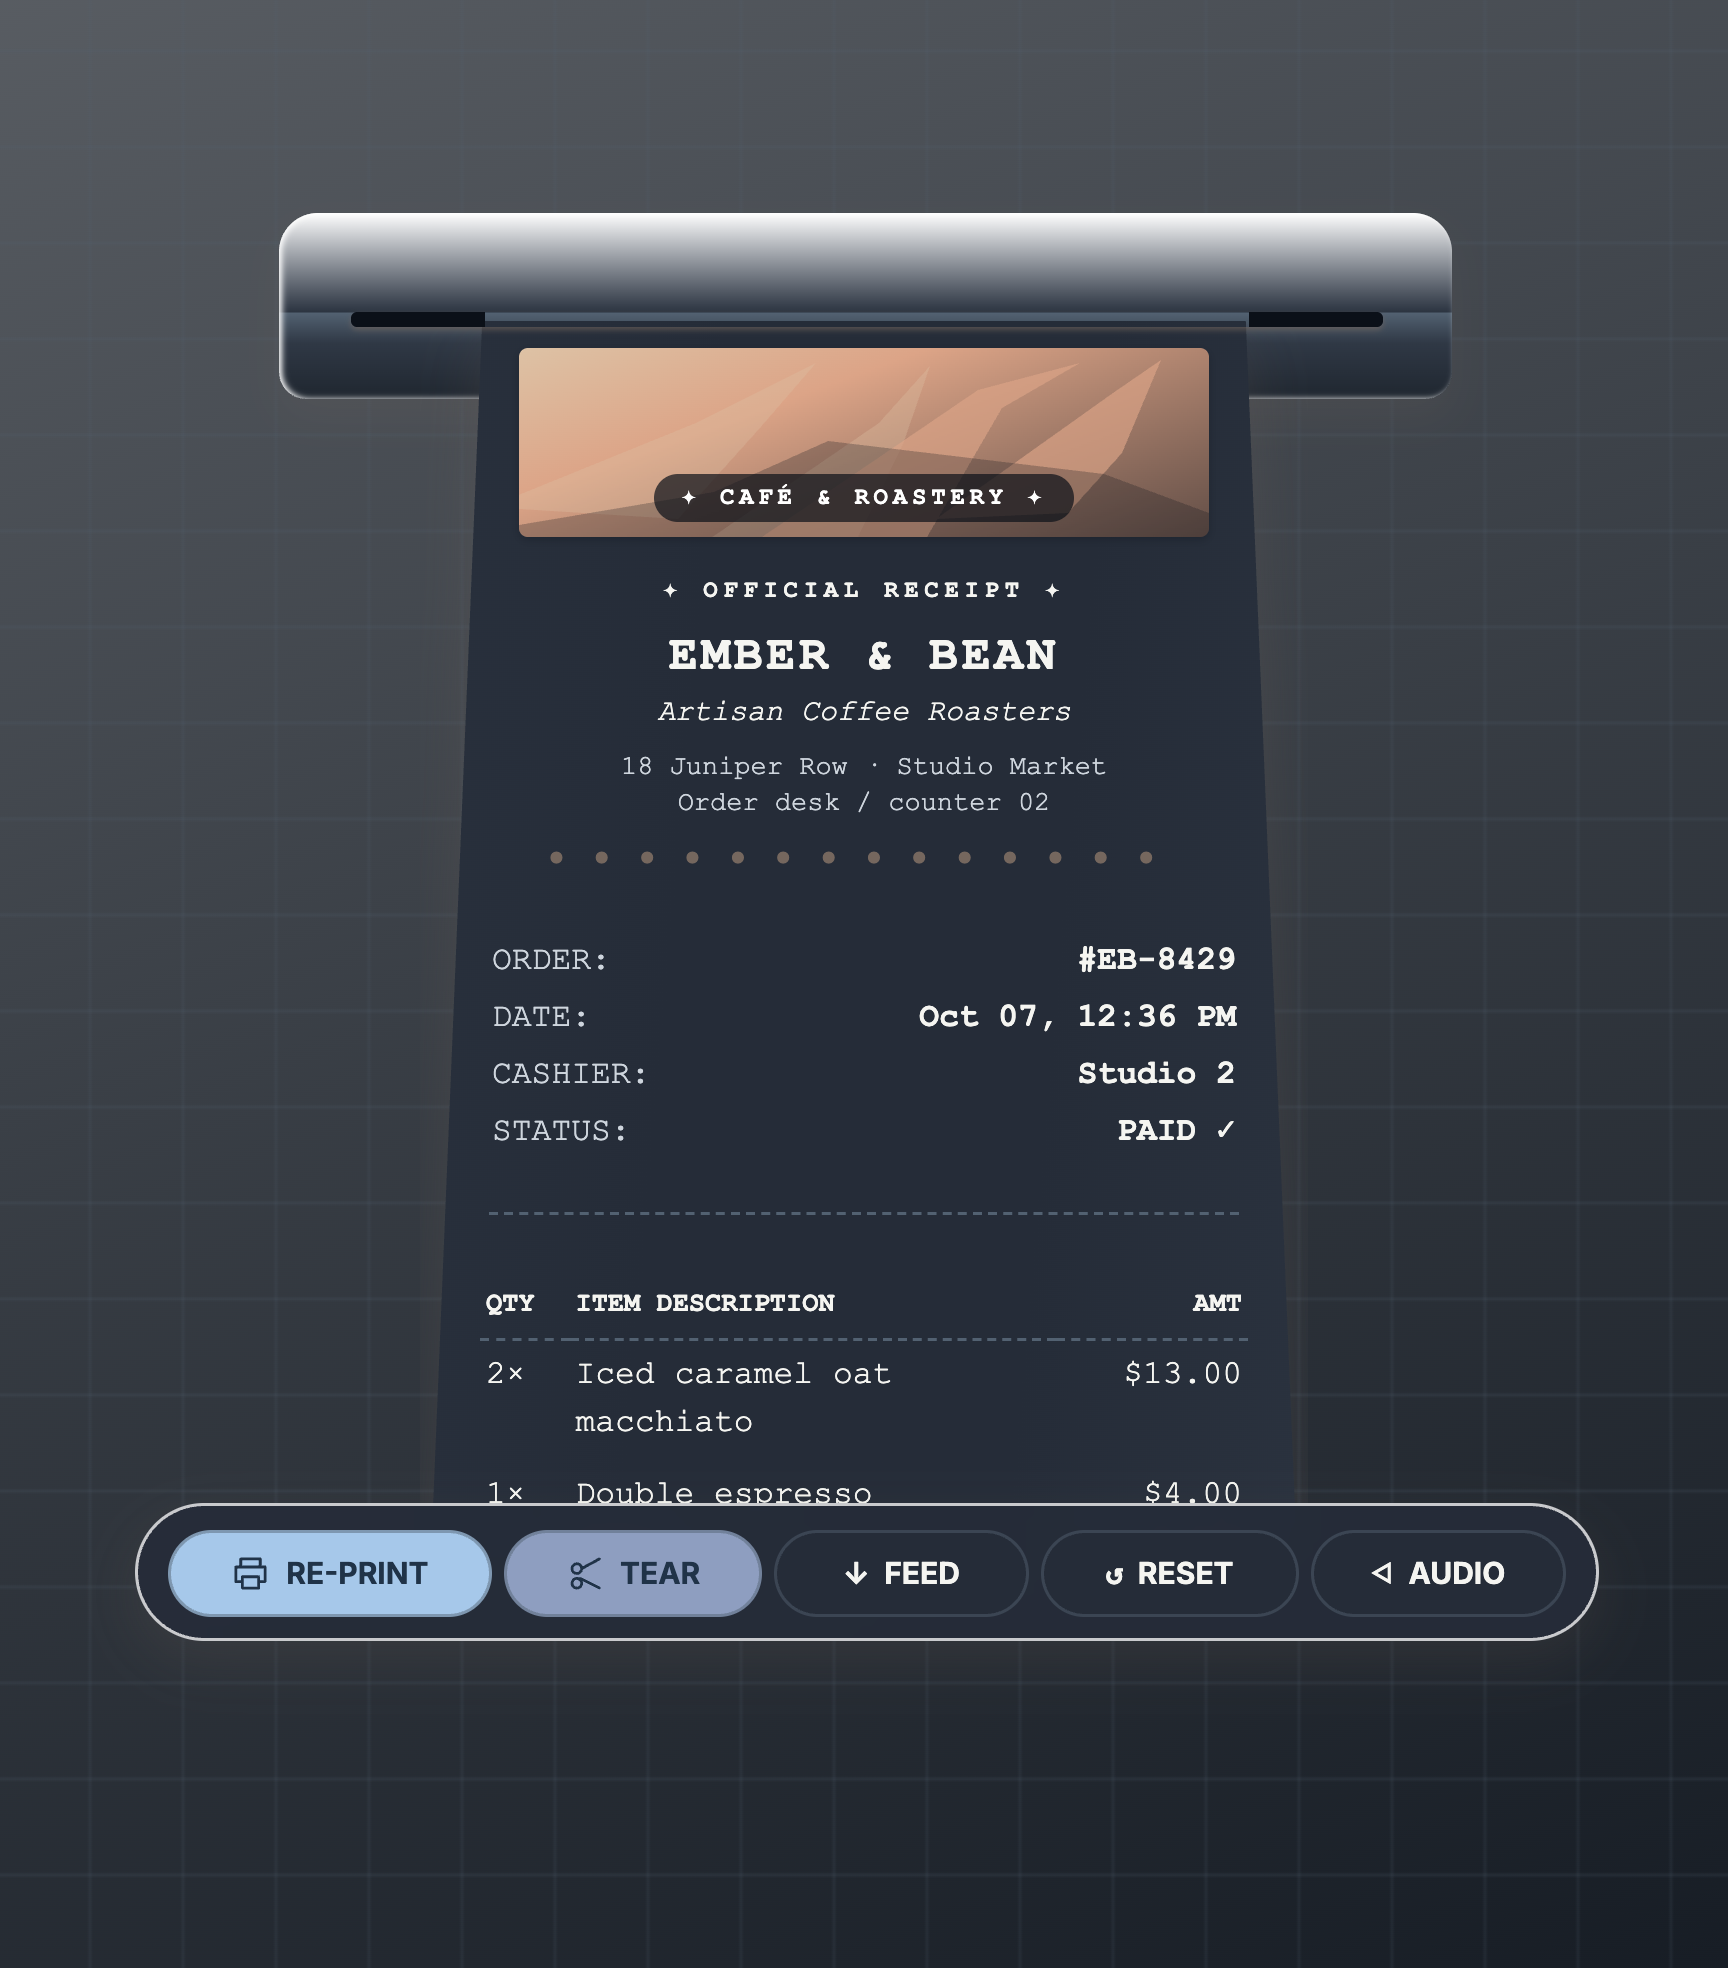 ✦ CAFÉ & ROASTERY ✦
✦ OFFICIAL RECEIPT ✦
EMBER & BEAN
Artisan Coffee Roasters
18 Juniper Row · Studio Market
Order desk / counter 02
ORDER: #EB-8429
DATE: Oct 07, 12:36 PM
CASHIER: Studio 2
STATUS: PAID ✓
QTY ITEM DESCRIPTION AMT
2× Iced caramel oat $13.00
macchiato
1× Double espresso $4.00
RE-PRINT TEAR ↓ FEED ↺ RESET AUDIO